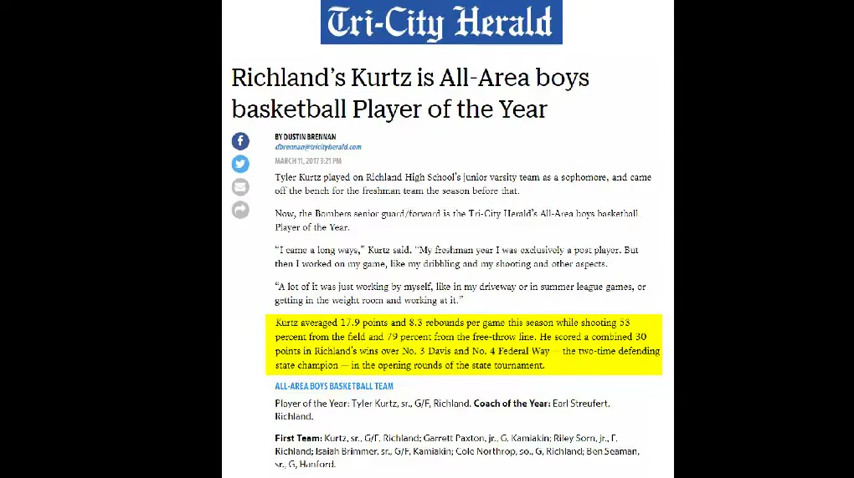 Tri-City Herald
Richland’s Kurtz is All-Area boys
basketball Player of the Year
BY DUSTIN BRENNAN
dbrennan@tricityherald.com
MARCH 11, 2017 3:21 PM
Tyler Kurtz played on Richland High School’s junior varsity team as a sophomore, and came
off the bench for the freshman team the season before that.
Now, the Bombers senior guard/forward is the Tri-City Herald’s All-Area boys basketball
Player of the Year.
“I came a long ways,” Kurtz said. “My freshman year I was exclusively a post player. But
then I worked on my game, like my dribbling and my shooting and other aspects.
“A lot of it was just working by myself, like in my driveway or in summer league games, or
getting in the weight room and working at it.”
Kurtz averaged 17.9 points and 8.3 rebounds per game this season while shooting 53
percent from the field and 79 percent from the free-throw line. He scored a combined 30
points in Richland’s wins over No. 3 Davis and No. 4 Federal Way — the two-time defending
state champion — in the opening rounds of the state tournament.
ALL-AREA BOYS BASKETBALL TEAM
Player of the Year: Tyler Kurtz, sr., G/F, Richland. Coach of the Year: Earl Streufert,
Richland.
First Team: Kurtz, sr., G/F, Richland; Garrett Paxton, jr., G, Kamiakin; Riley Sorn, jr., F,
Richland; Isaiah Brimmer, sr., G/F, Kamiakin; Cole Northrop, so., G, Richland; Ben Seaman,
sr., G, Hanford.